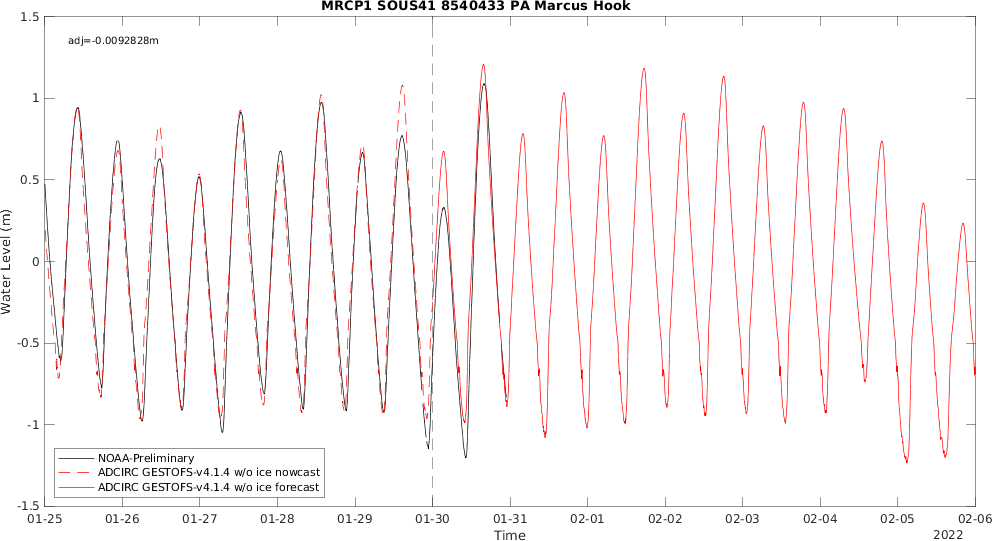 MRCP1 SOUS41 8540433 PA Marcus Hook
adj=-0.0092828m
Water Level (m)
1.5
1
0.5
0
-0.5
-1
-1.5
NOAA-Preliminary
ADCIRC GESTOFS-v4.1.4 w/o ice nowcast
ADCIRC GESTOFS-v4.1.4 w/o ice forecast
01-25 01-26 01-27 01-28 01-29 01-30 01-31 02-01 02-02 02-03 02-04 02-05 02-06
Time
2022